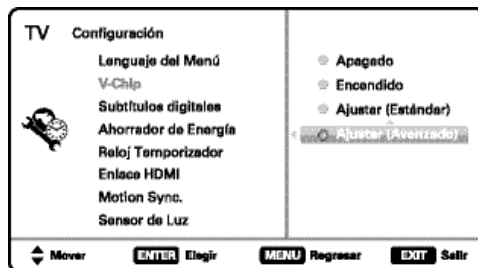 TV Configuración
Lenguaje del Menú
V-Chip
Subtítulos digitales
Ahorrador de Energía
Reloj Temporizador
Enlace HDMI
Motion Sync.
Sensor de Luz
Apagado
Encendido
Ajustar (Estándar)
Ajustar (Avanzado)
Mover ENTER Elegir MENU Regresar EXIT Salir